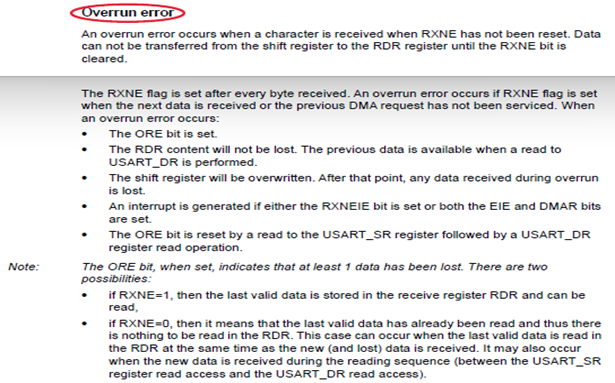 Overrun error
An overrun error occurs when a character is received when RXNE has not been reset. Data
can not be transferred from the shift register to the RDR register until the RXNE bit is
cleared.
The RXNE flag is set after every byte received. An overrun error occurs if RXNE flag is set
when the next data is received or the previous DMA request has not been serviced. When
an overrun error occurs:
• The ORE bit is set.
• The RDR content will not be lost. The previous data is available when a read to
USART_DR is performed.
• The shift register will be overwritten. After that point, any data received during overrun
is lost.
• An interrupt is generated if either the RXNEIE bit is set or both the EIE and DMAR bits
are set.
• The ORE bit is reset by a read to the USART_SR register followed by a USART_DR
register read operation.
Note: The ORE bit, when set, indicates that at least 1 data has been lost. There are two
possibilities:
• if RXNE=1, then the last valid data is stored in the receive register RDR and can be
read,
• if RXNE=0, then it means that the last valid data has already been read and thus there
is nothing to be read in the RDR. This case can occur when the last valid data is read in
the RDR at the same time as the new (and lost) data is received. It may also occur
when the new data is received during the reading sequence (between the USART_SR
register read access and the USART_DR read access).